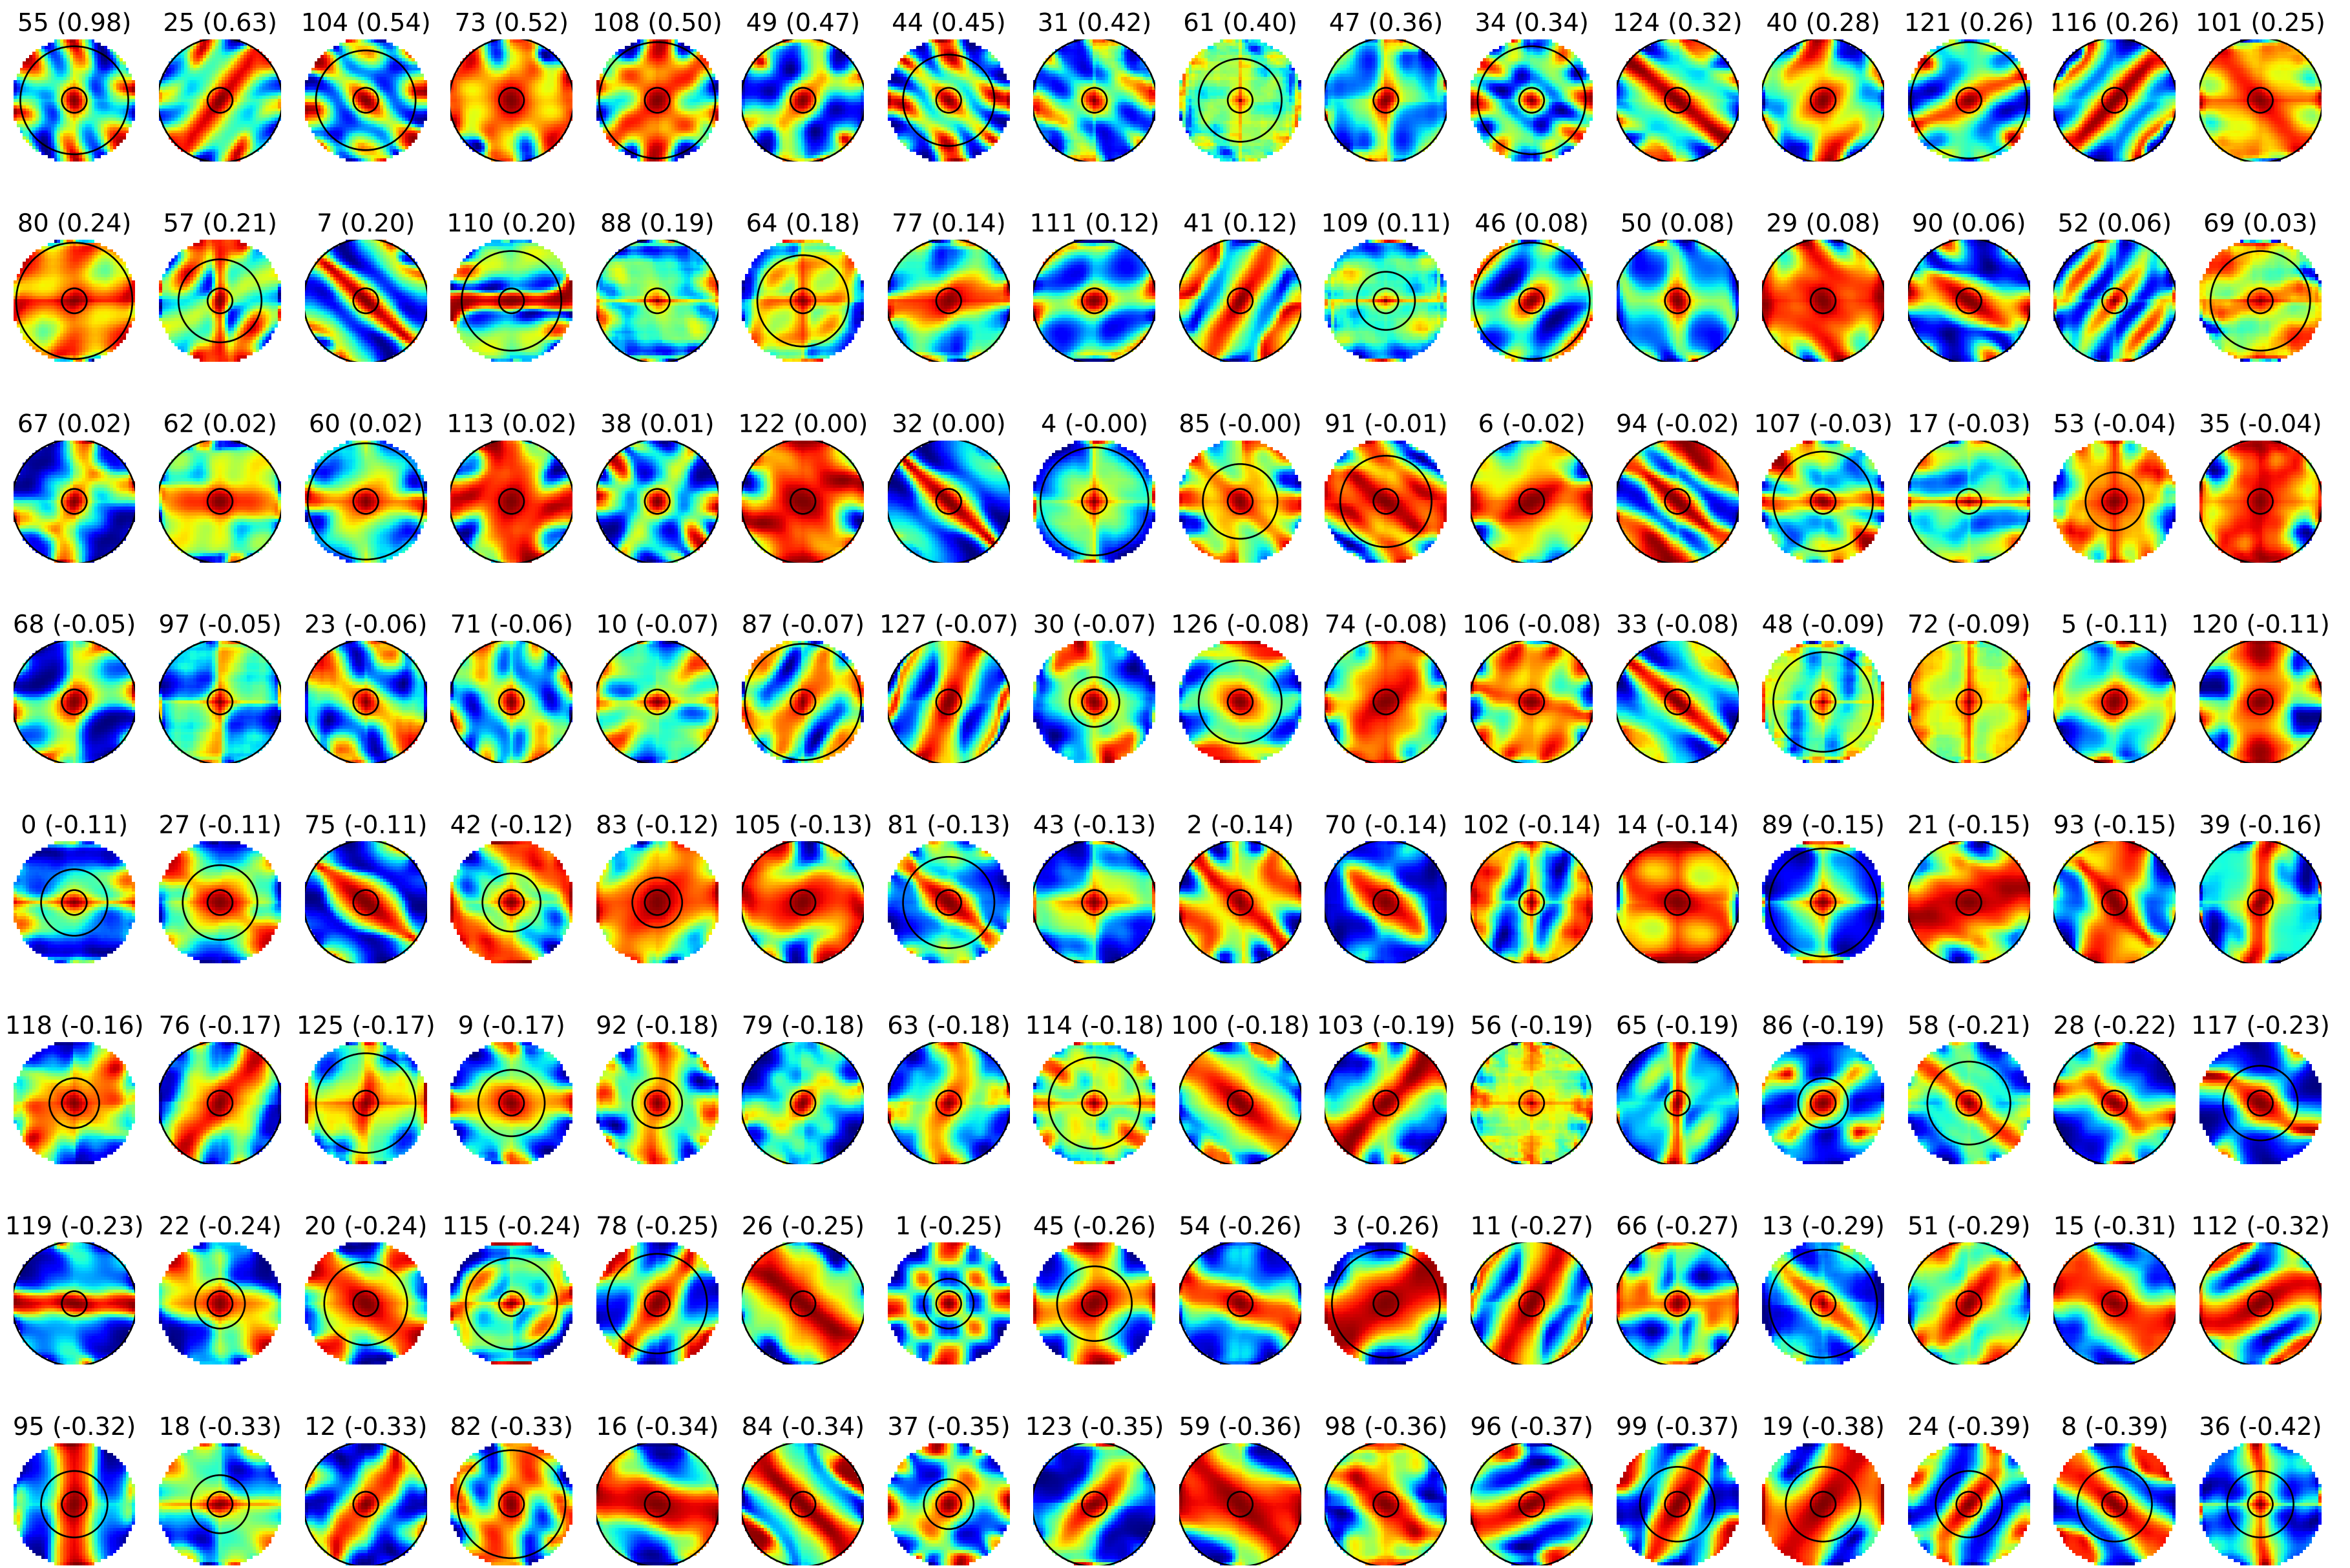 55 (0.98) 25 (0.63) 104 (0.54) 73 (0.52) 108 (0.50) 49 (0.47) 44 (0.45) 31 (0.42) 61 (0.40) 47 (0.36) 34 (0.34) 124 (0.32) 40 (0.28) 121 (0.26) 116 (0.26) 101 (0.25)
80 (0.24) 57 (0.21) 7 (0.20) 110 (0.20) 88 (0.19) 64 (0.18) 77 (0.14) 111 (0.12) 41 (0.12) 109 (0.11) 46 (0.08) 50 (0.08) 29 (0.08) 90 (0.06) 52 (0.06) 69 (0.03)
67 (0.02) 62 (0.02) 60 (0.02) 113 (0.02) 38 (0.01) 122 (0.00) 32 (0.00) 4 (-0.00) 85 (-0.00) 91 (-0.01) 6 (-0.02) 94 (-0.02) 107 (-0.03) 17 (-0.03) 53 (-0.04) 35 (-0.04)
68 (-0.05) 97 (-0.05) 23 (-0.06) 71 (-0.06) 10 (-0.07) 87 (-0.07) 127 (-0.07) 30 (-0.07) 126 (-0.08) 74 (-0.08) 106 (-0.08) 33 (-0.08) 48 (-0.09) 72 (-0.09) 5 (-0.11) 120 (-0.11)
0 (-0.11) 27 (-0.11) 75 (-0.11) 42 (-0.12) 83 (-0.12) 105 (-0.13) 81 (-0.13) 43 (-0.13) 2 (-0.14) 70 (-0.14) 102 (-0.14) 14 (-0.14) 89 (-0.15) 21 (-0.15) 93 (-0.15) 39 (-0.16)
118 (-0.16) 76 (-0.17) 125 (-0.17) 9 (-0.17) 92 (-0.18) 79 (-0.18) 63 (-0.18) 114 (-0.18) 100 (-0.18) 103 (-0.19) 56 (-0.19) 65 (-0.19) 86 (-0.19) 58 (-0.21) 28 (-0.22) 117 (-0.23)
119 (-0.23) 22 (-0.24) 20 (-0.24) 115 (-0.24) 78 (-0.25) 26 (-0.25) 1 (-0.25) 45 (-0.26) 54 (-0.26) 3 (-0.26) 11 (-0.27) 66 (-0.27) 13 (-0.29) 51 (-0.29) 15 (-0.31) 112 (-0.32)
95 (-0.32) 18 (-0.33) 12 (-0.33) 82 (-0.33) 16 (-0.34) 84 (-0.34) 37 (-0.35) 123 (-0.35) 59 (-0.36) 98 (-0.36) 96 (-0.37) 99 (-0.37) 19 (-0.38) 24 (-0.39) 8 (-0.39) 36 (-0.42)